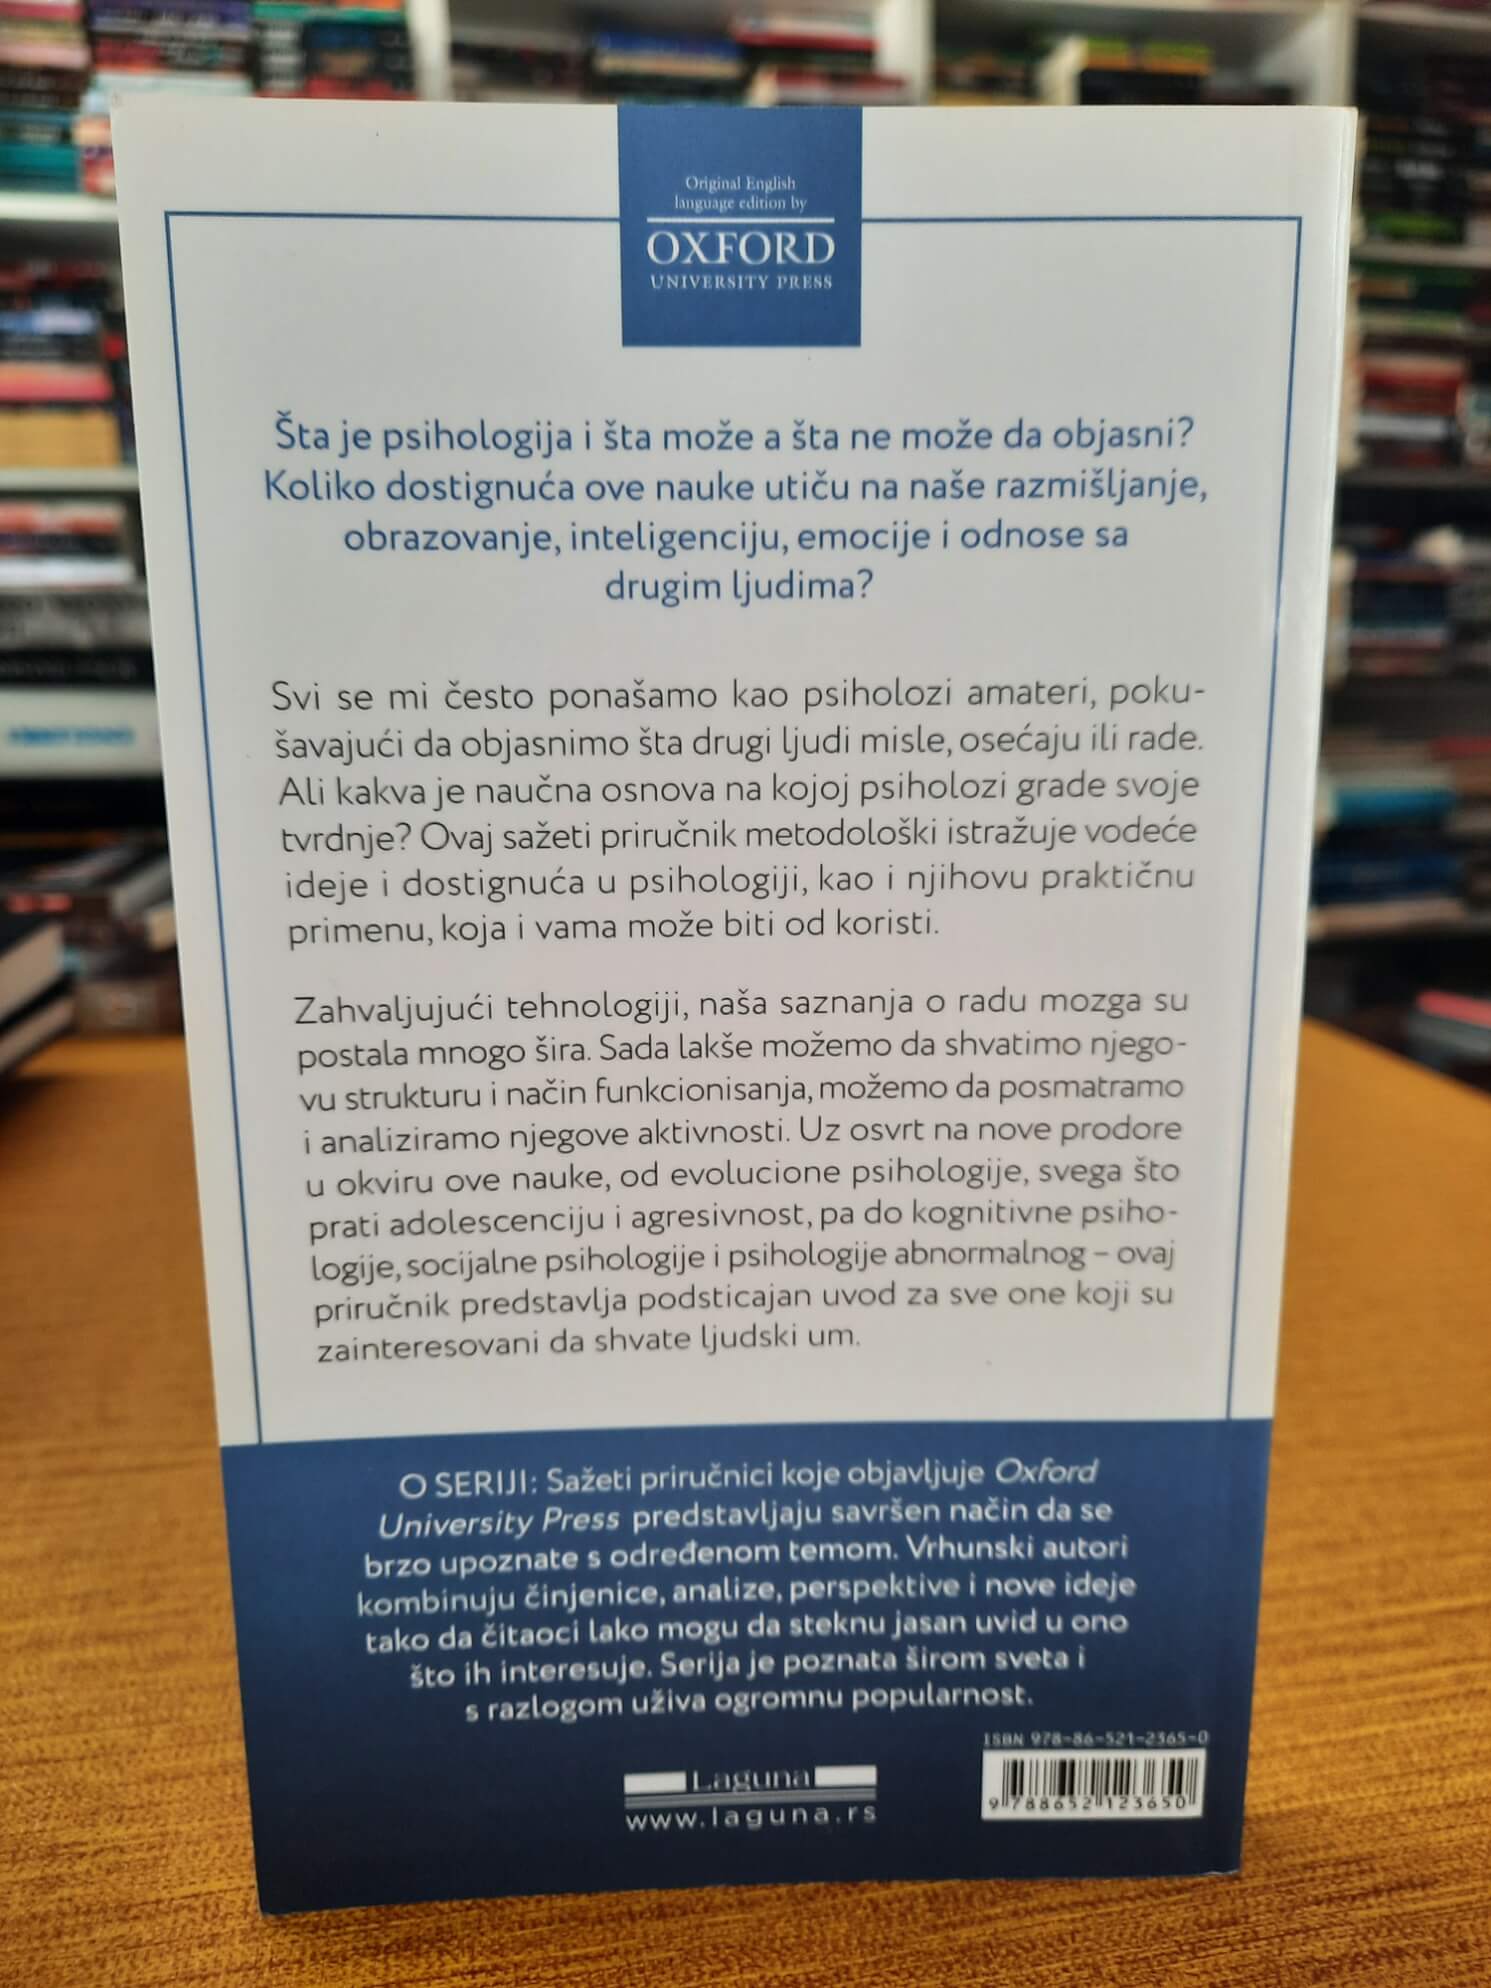 Original English
language edition by
OXFORD
UNIVERSITY PRESS
Šta je psihologija i šta može a šta ne može da objasni?
Koliko dostignuća ove nauke utiču na naše razmišljanje,
obrazovanje, inteligenciju, emocije i odnose sa
drugim ljudima?
Svi se mi često ponašamo kao psiholozi amateri, poku-
šavajući da objasnimo šta drugi ljudi misle, osećaju ili rade.
Ali kakva je naučna osnova na kojoj psiholozi grade svoje
tvrdnje? Ovaj sažeti priručnik metodološki istražuje vodeće
ideje i dostignuća u psihologiji, kao i njihovu praktičnu
primenu, koja i vama može biti od koristi.
Zahvaljujući tehnologiji, naša saznanja o radu mozga su
postala mnogo šira. Sada lakše možemo da shvatimo njego-
vu strukturu i način funkcionisanja, možemo da posmatramo
i analiziramo njegove aktivnosti. Uz osvrt na nove prodore
u okviru ove nauke, od evolucione psihologije, svega što
prati adolescenciju i agresivnost, pa do kognitivne psiho-
logije, socijalne psihologije i psihologije abnormalnog – ovaj
priručnik predstavlja podsticajan uvod za sve one koji su
zainteresovani da shvate ljudski um.
O SERIJI: Sažeti priručnici koje objavljuje Oxford
University Press predstavljaju savršen način da se
brzo upoznate s određenom temom. Vrhunski autori
kombinuju činjenice, analize, perspektive i nove ideje
tako da čitaoci lako mogu da steknu jasan uvid u ono
što ih interesuje. Serija je poznata širom sveta i
s razlogom uživa ogromnu popularnost.
ISBN 978-86-521-2365-0
9 788652 123650
Laguna
www.laguna.rs